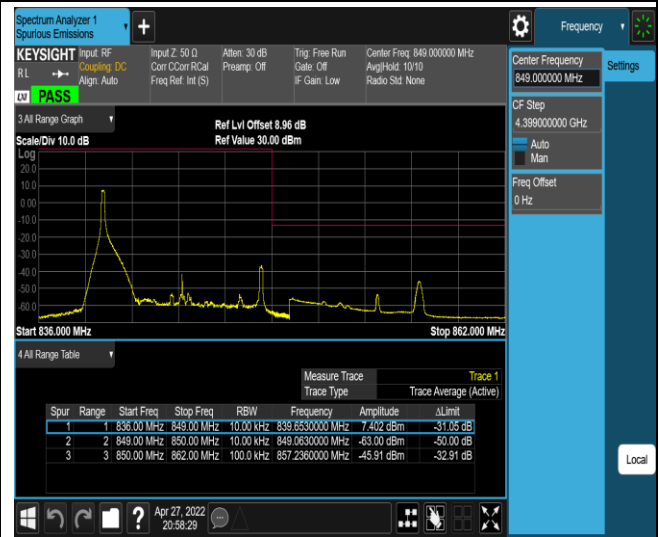 Spectrum Analyzer 1
Spurious Emissions
+
Frequency
KEYSIGHT
RL
LXI PASS
Input: RF
Coupling: DC
Align: Auto
Input Z: 50 Ω
Corr CCorr RCal
Freq Ref: Int (S)
Atten: 30 dB
Preamp: Off
Trig: Free Run
Gate: Off
IF Gain: Low
Center Freq: 849.000000 MHz
Avg|Hold: 10/10
Radio Std: None
Center Frequency
849.000000 MHz
Settings
CF Step
4.399000000 GHz
Auto
Man
Freq Offset
0 Hz
3 All Range Graph
Scale/Div 10.0 dB
Ref Lvl Offset 8.96 dB
Ref Value 30.00 dBm
Log
20.0
10.0
0.00
-10.0
-20.0
-30.0
-40.0
-50.0
-60.0
Start 836.000 MHz
Stop 862.000 MHz
4 All Range Table
Measure Trace Trace 1
Trace Type Trace Average (Active)
Spur Range Start Freq Stop Freq RBW Frequency Amplitude ΔLimit
1 1 836.00 MHz 849.00 MHz 10.00 kHz 839.6530000 MHz 7.402 dBm -31.05 dB
2 2 849.00 MHz 850.00 MHz 10.00 kHz 849.0630000 MHz -63.00 dBm -50.00 dB
3 3 850.00 MHz 862.00 MHz 100.0 kHz 857.2360000 MHz -45.91 dBm -32.91 dB
Local
?
Apr 27, 2022
20:58:29